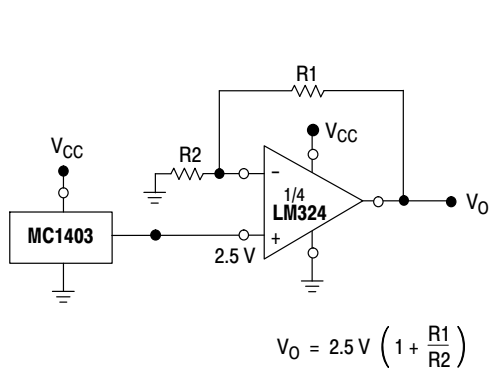 R1
VCC
VCC
R2
−
1/4
LM324
VO
MC1403
+
2.5 V
VO = 2.5 V (1 + R1/R2)